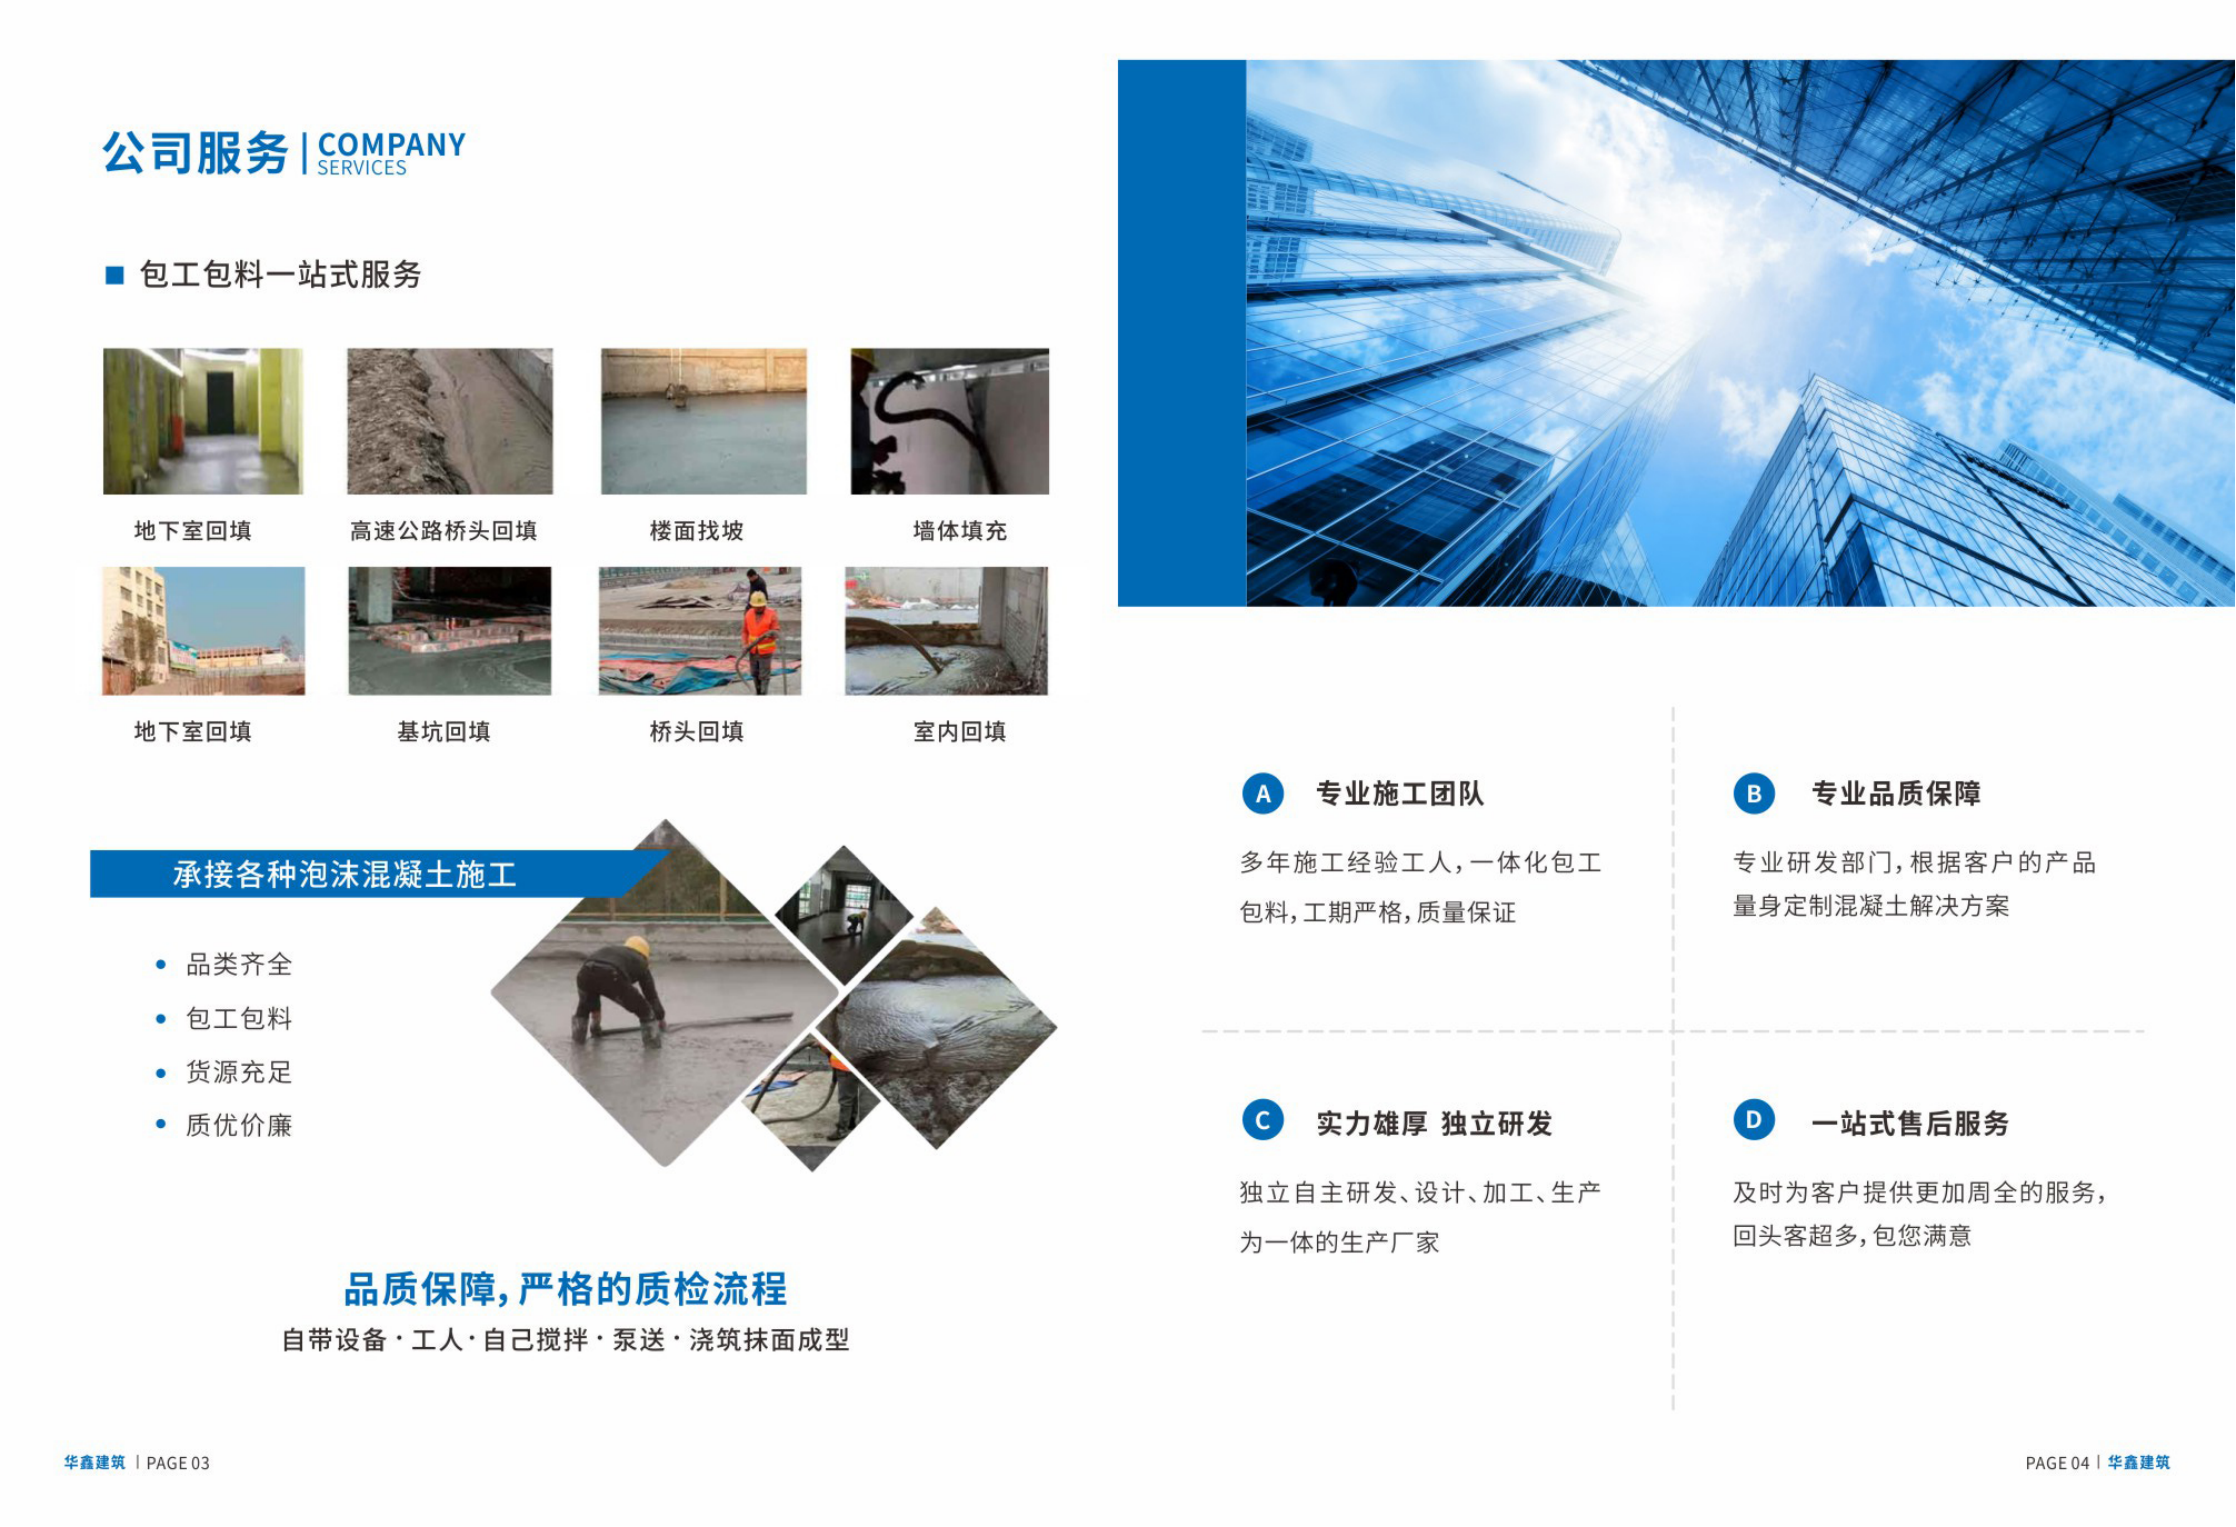 公司服务
COMPANY
SERVICES
包工包料一站式服务
地下室回填
高速公路桥头回填
楼面找坡
墙体填充
地下室回填
基坑回填
桥头回填
室内回填
承接各种泡沫混凝土施工
品类齐全
包工包料
货源充足
质优价廉
品质保障,严格的质检流程
自带设备·工人·自己搅拌·泵送·浇筑抹面成型
华鑫建筑 | PAGE 03
A 专业施工团队
多年施工经验工人,一体化包工
包料,工期严格,质量保证
B 专业品质保障
专业研发部门,根据客户的产品
量身定制混凝土解决方案
C 实力雄厚 独立研发
独立自主研发、设计、加工、生产
为一体的生产厂家
D 一站式售后服务
及时为客户提供更加周全的服务,
回头客超多,包您满意
PAGE 04 | 华鑫建筑